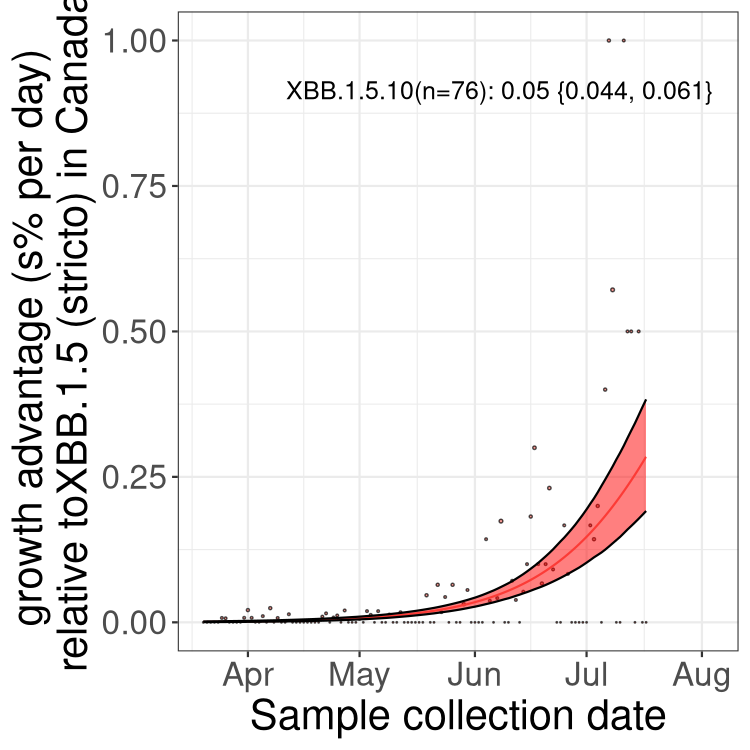 growth advantage (s% per day)
relative toXBB.1.5 (stricto) in Canada
1.00
0.75
0.50
0.25
0.00
XBB.1.5.10(n=76): 0.05 {0.044, 0.061}
Apr May Jun Jul Aug
Sample collection date